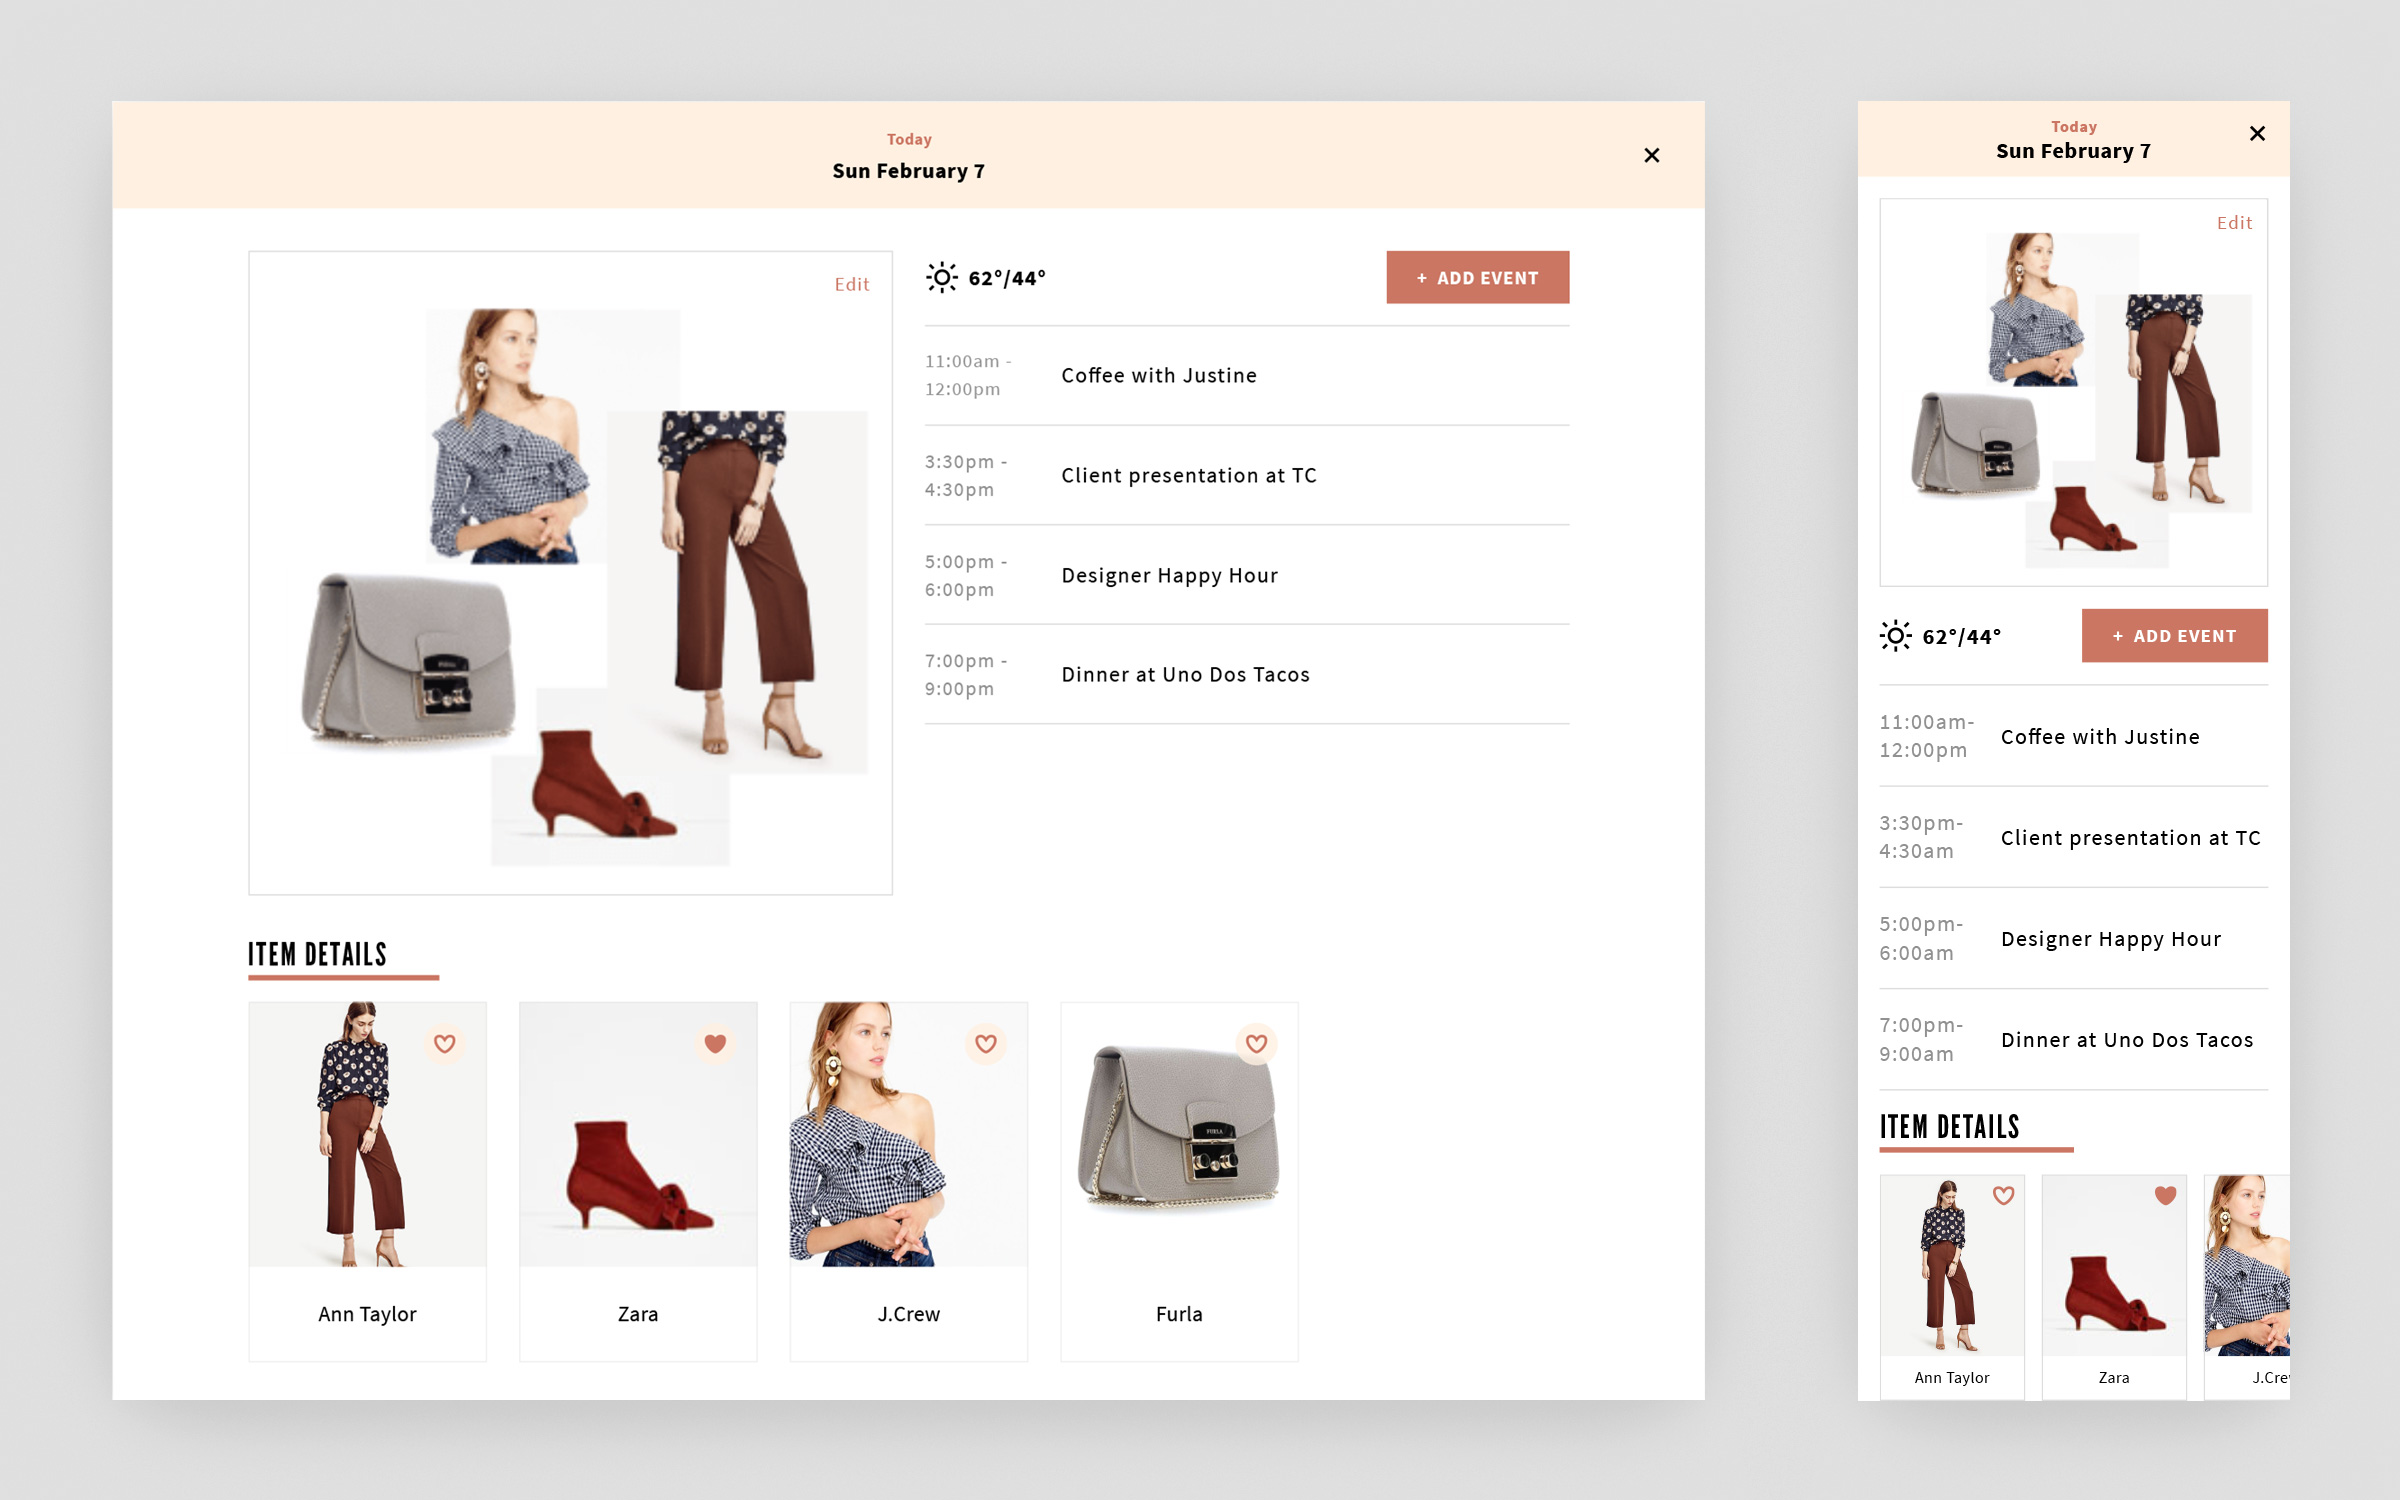 Today
Sun February 7
Edit
62°/44°
+ ADD EVENT
11:00am -
12:00pm
Coffee with Justine
3:30pm -
4:30pm
Client presentation at TC
5:00pm -
6:00pm
Designer Happy Hour
7:00pm -
9:00pm
Dinner at Uno Dos Tacos
ITEM DETAILS
FURLA
Ann Taylor
Zara
J.Crew
Furla
Today
Sun February 7
Edit
62°/44°
+ ADD EVENT
11:00am-
12:00pm
Coffee with Justine
3:30pm-
4:30am
Client presentation at TC
5:00pm-
6:00am
Designer Happy Hour
7:00pm-
9:00am
Dinner at Uno Dos Tacos
ITEM DETAILS
Ann Taylor
Zara
J.Cre